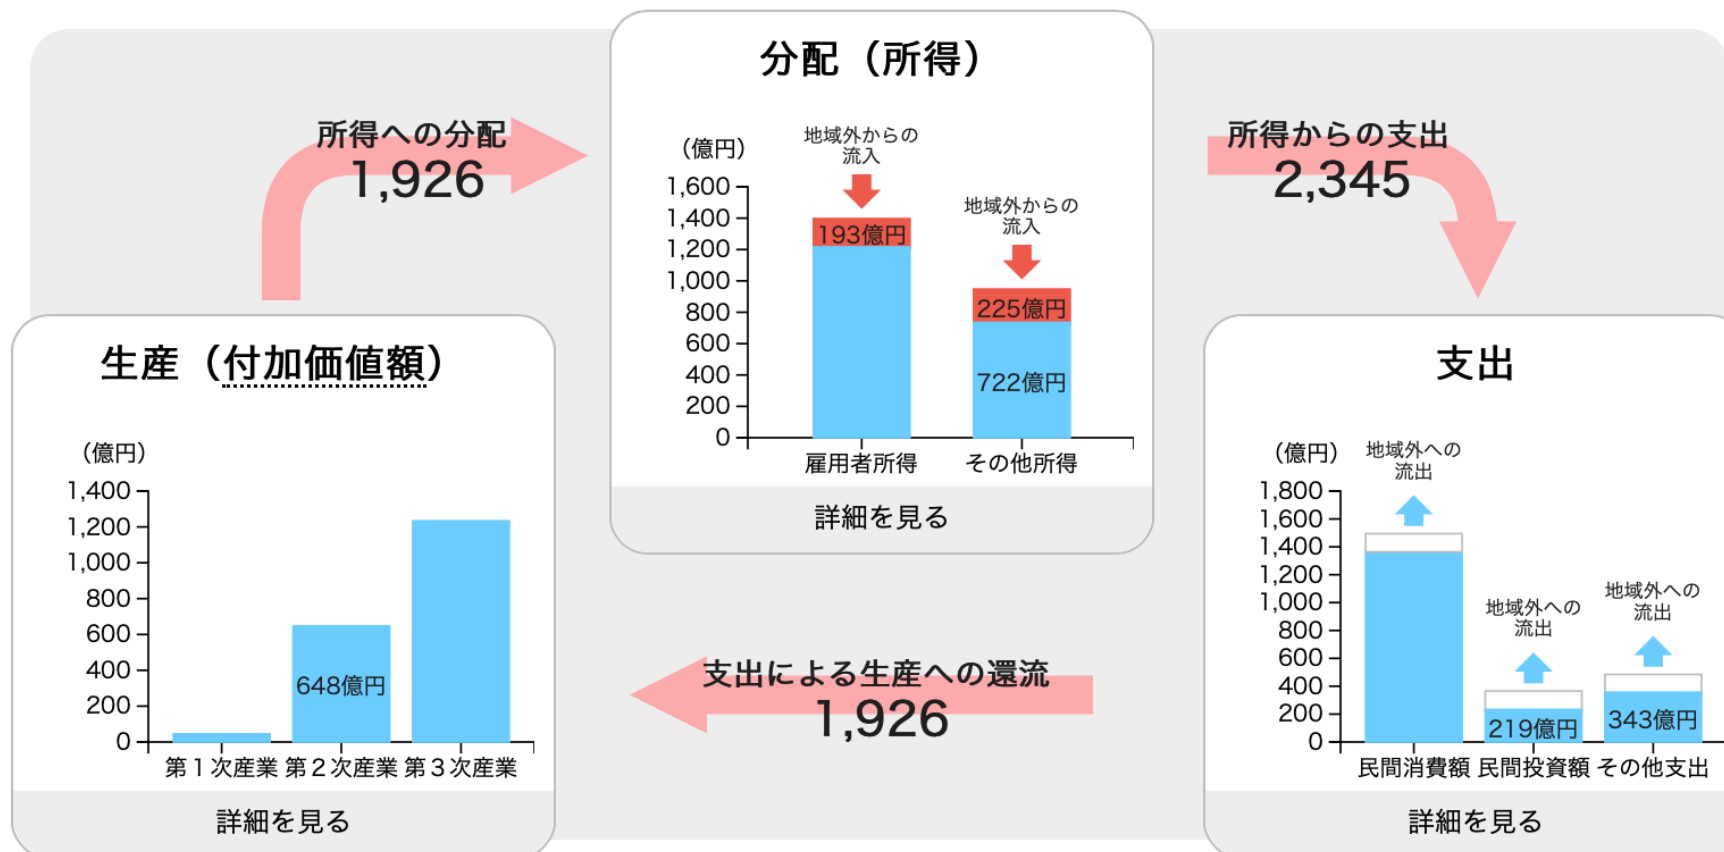 分配（所得）
所得への分配
1,926
（億円）
地域外からの
流入
地域外からの
流入
1,600
1,400
1,200
1,000
800
600
400
200
0
193億円
225億円
722億円
雇用者所得
その他所得
詳細を見る
所得からの支出
2,345
生産（付加価値額）
（億円）
1,400
1,200
1,000
800
600
400
200
0
648億円
第１次産業
第２次産業
第３次産業
詳細を見る
支出による生産への還流
1,926
支出
（億円）
地域外への
流出
地域外への
流出
地域外への
流出
1,800
1,600
1,400
1,200
1,000
800
600
400
200
0
219億円
343億円
民間消費額
民間投資額
その他支出
詳細を見る